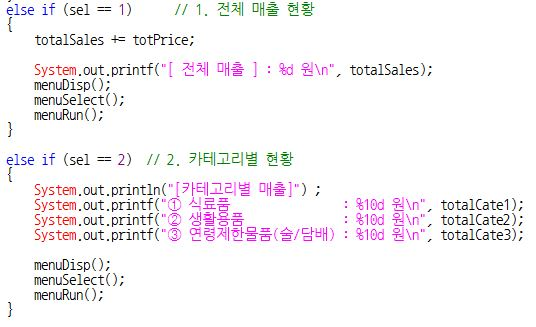 else if (sel == 1)      // 1. 전체 매출 현황
{
    totalSales += totPrice;
    System.out.printf("[ 전체 매출 ] : %d 원\n", totalSales);
    menuDisp();
    menuSelect();
    menuRun();
}
else if (sel == 2)  // 2. 카테고리별 현황
{
    System.out.println("[카테고리별 매출]") ;
    System.out.printf("① 식료품                : %10d 원\n", totalCate1);
    System.out.printf("② 생활용품              : %10d 원\n", totalCate2);
    System.out.printf("③ 연령제한물품(술/담배) : %10d 원\n", totalCate3);
    menuDisp();
    menuSelect();
    menuRun();
}